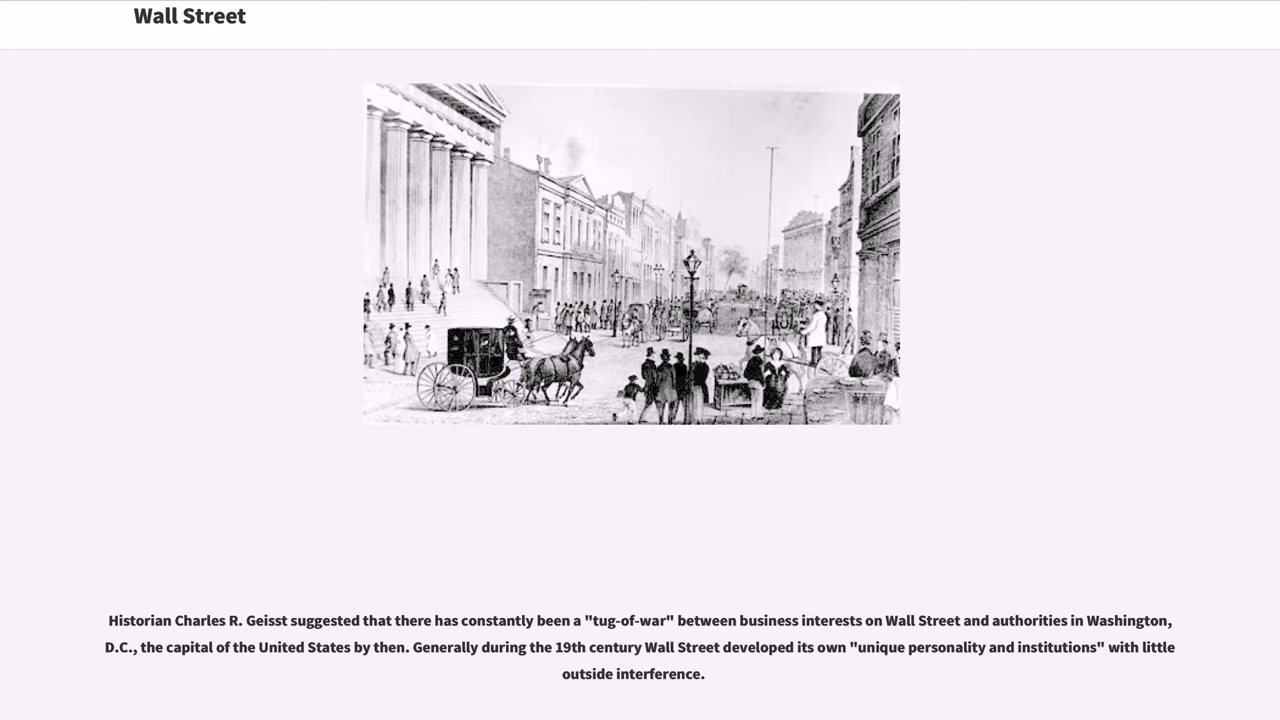 Wall Street
Historian Charles R. Geisst suggested that there has constantly been a "tug-of-war" between business interests on Wall Street and authorities in Washington,
D.C., the capital of the United States by then. Generally during the 19th century Wall Street developed its own "unique personality and institutions" with little
outside interference.